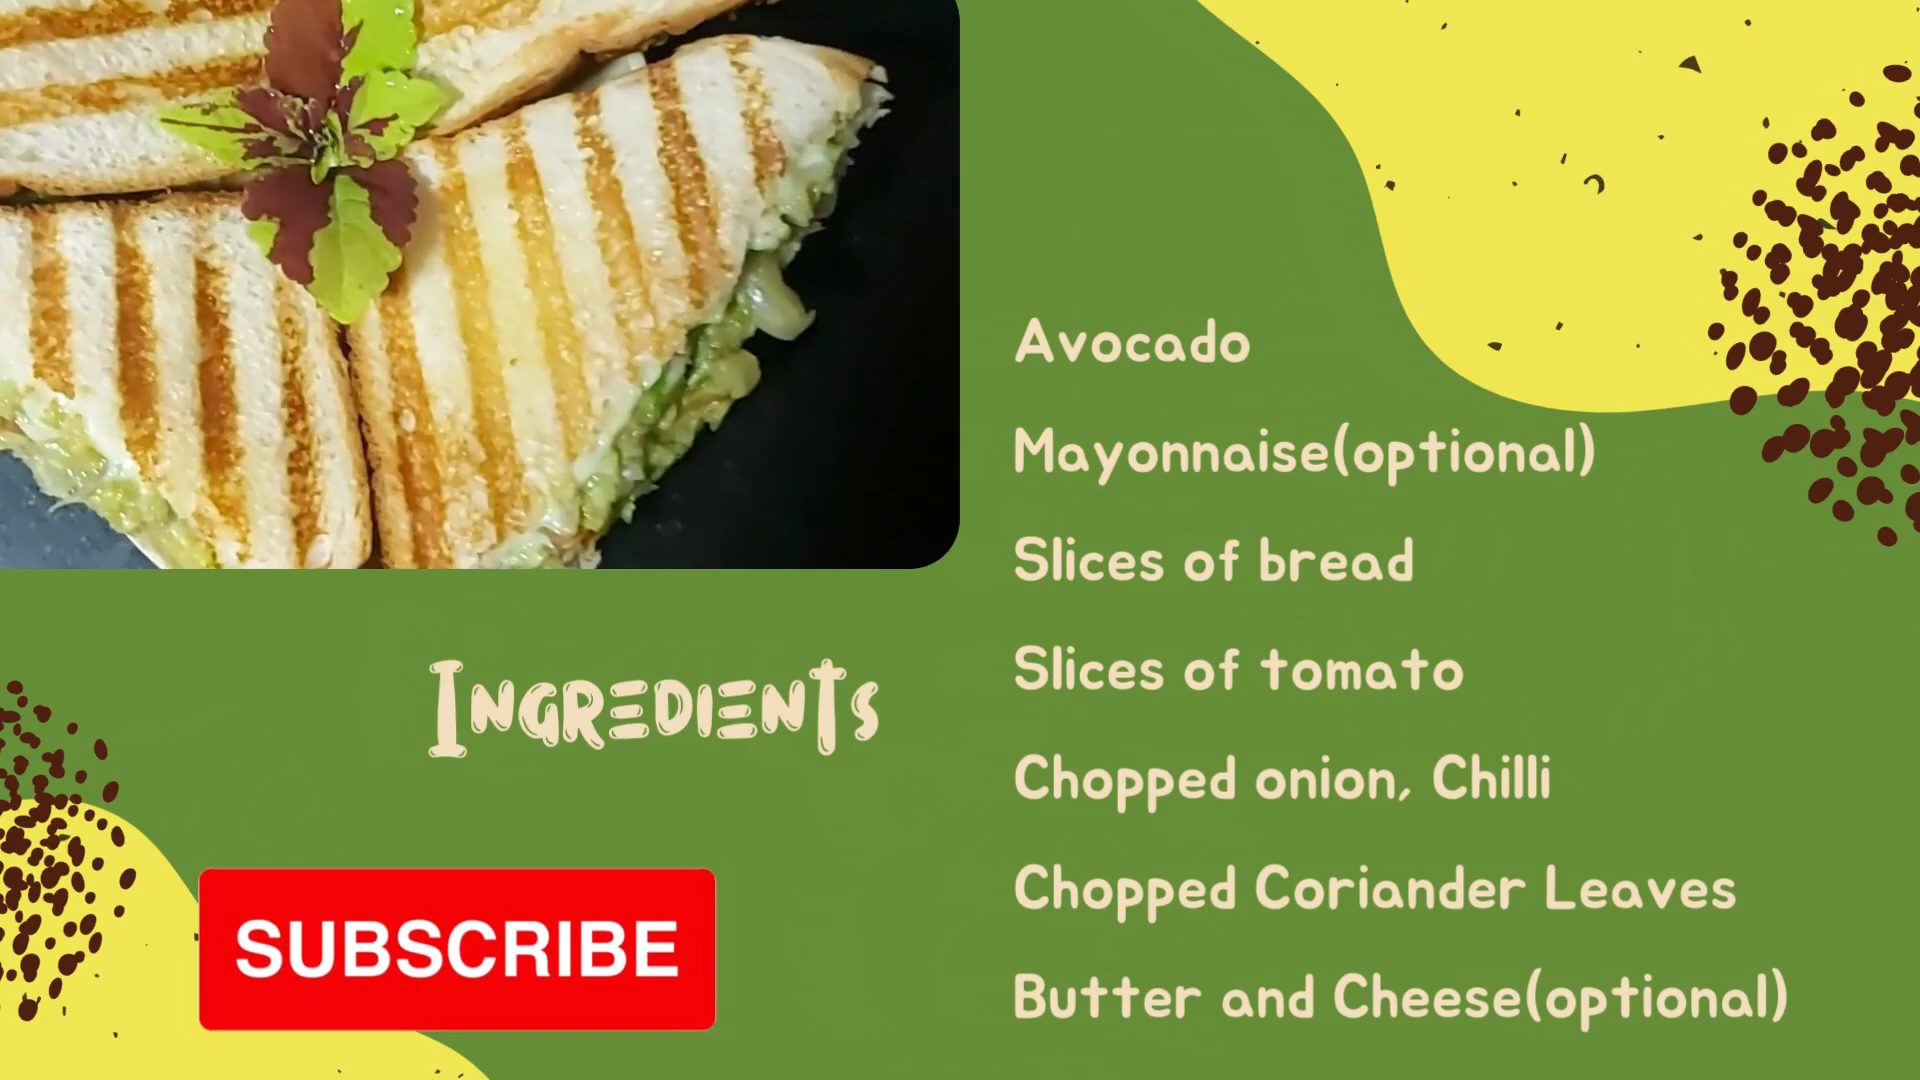 Ingredients
SUBSCRIBE
Avocado
Mayonnaise(optional)
Slices of bread
Slices of tomato
Chopped onion, Chilli
Chopped Coriander Leaves
Butter and Cheese(optional)